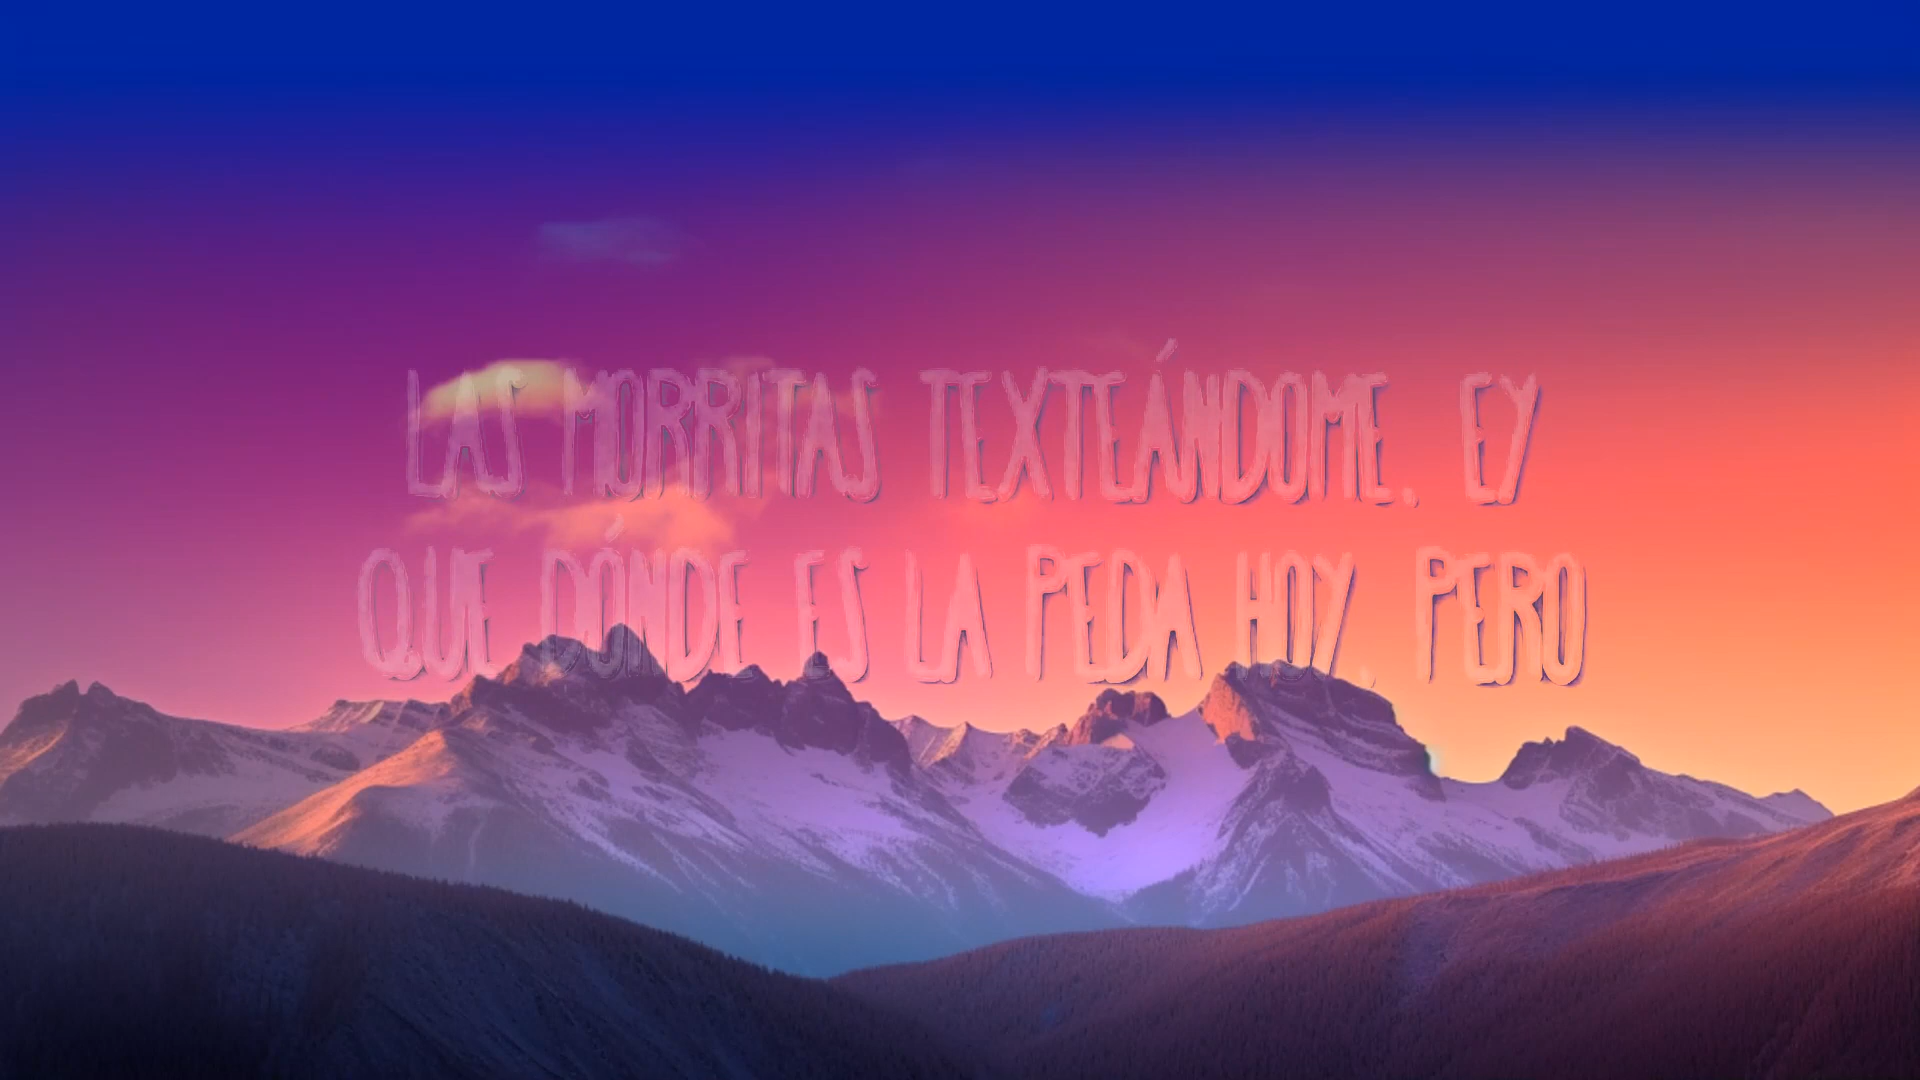 LAS MORRITAS TEXTEÁNDOME, EY
QUE DÓNDE ES LA PEDA HOY, PERO